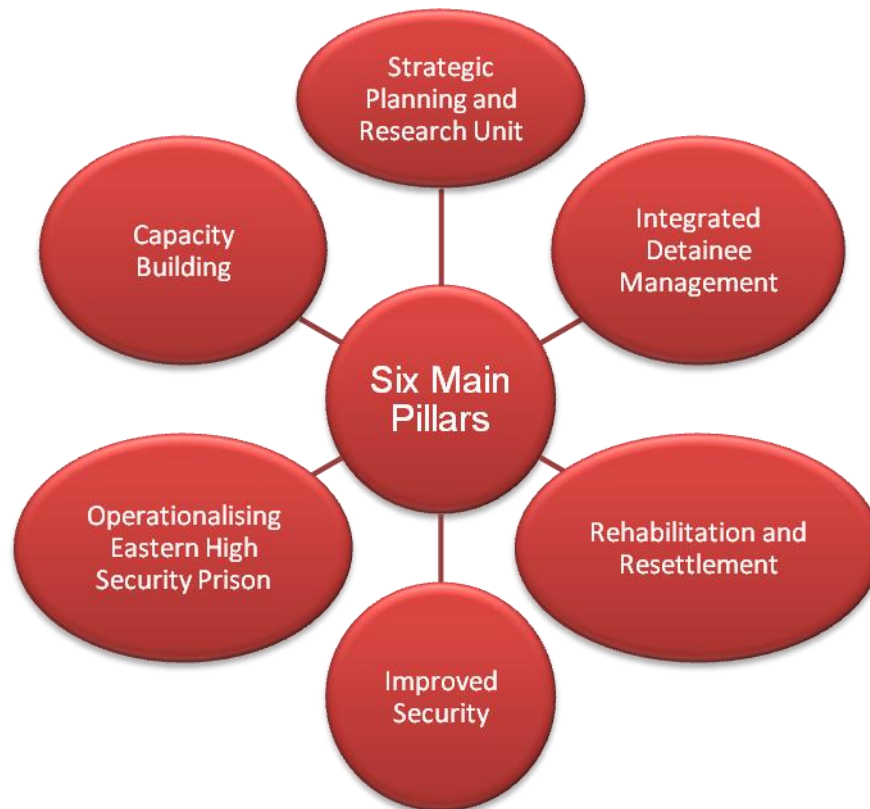 Strategic
Planning and
Research Unit
Integrated
Detainee
Management
Rehabilitation and
Resettlement
Improved
Security
Operationalising
Eastern High
Security Prison
Capacity
Building
Six Main
Pillars